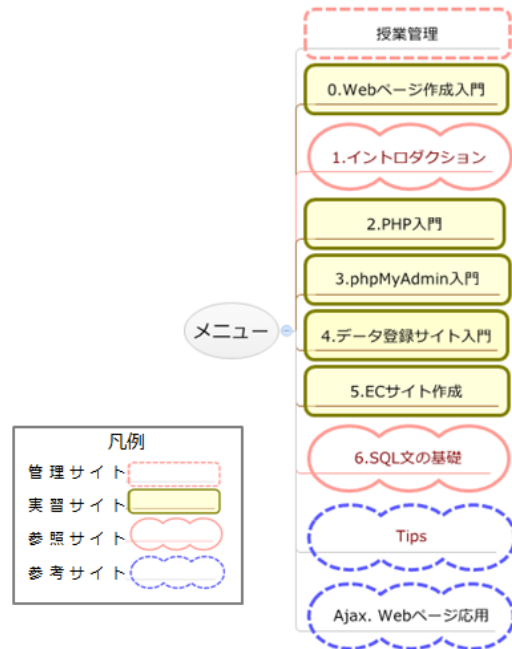 授業管理
0.Webページ作成入門
1.イントロダクション
2.PHP入門
3.phpMyAdmin入門
メニュー
4.データ登録サイト入門
5.ECサイト作成
6.SQL文の基礎
Tips
Ajax. Webページ応用
凡例
管理サイト
実習サイト
参照サイト
参考サイト